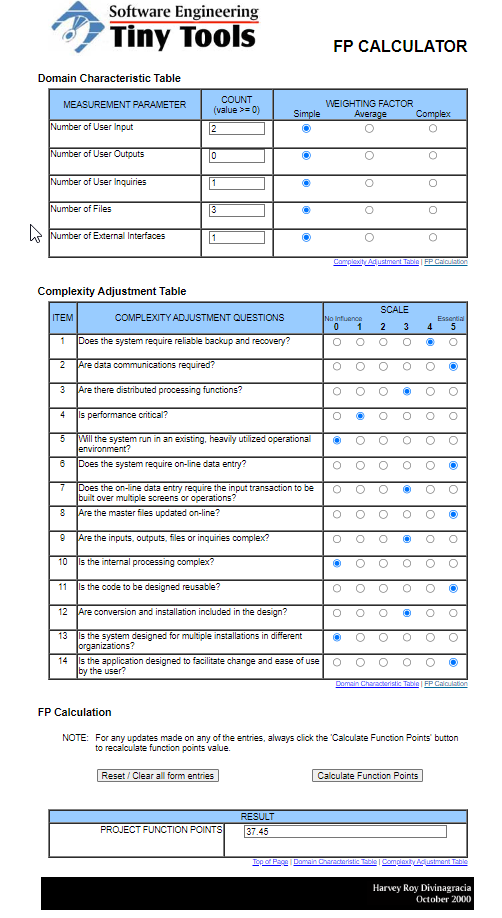 Software Engineering
Tiny Tools
FP CALCULATOR
Domain Characteristic Table
MEASUREMENT PARAMETER
COUNT
(value >= 0)
WEIGHTING FACTOR
Simple Average Complex
Number of User Input 2
Number of User Outputs 0
Number of User Inquiries 1
Number of Files 3
Number of External Interfaces 1
Complexity Adjustment Table | FP Calculation
Complexity Adjustment Table
ITEM COMPLEXITY ADJUSTMENT QUESTIONS
SCALE
No Influence Essential
0 1 2 3 4 5
1 Does the system require reliable backup and recovery?
2 Are data communications required?
3 Are there distributed processing functions?
4 Is performance critical?
5 Will the system run in an existing, heavily utilized operational
environment?
6 Does the system require on-line data entry?
7 Does the on-line data entry require the input transaction to be
built over multiple screens or operations?
8 Are the master files updated on-line?
9 Are the inputs, outputs, files or inquiries complex?
10 Is the internal processing complex?
11 Is the code to be designed reusable?
12 Are conversion and installation included in the design?
13 Is the system designed for multiple installations in different
organizations?
14 Is the application designed to facilitate change and ease of use
by the user?
Domain Characteristic Table | FP Calculation
FP Calculation
NOTE: For any updates made on any of the entries, always click the 'Calculate Function Points' button
to recalculate function points value.
Reset / Clear all form entries Calculate Function Points
RESULT
PROJECT FUNCTION POINTS 37.45
Top of Page | Domain Characteristic Table | Complexity Adjustment Table
Harvey Roy Divinagracia
October 2000